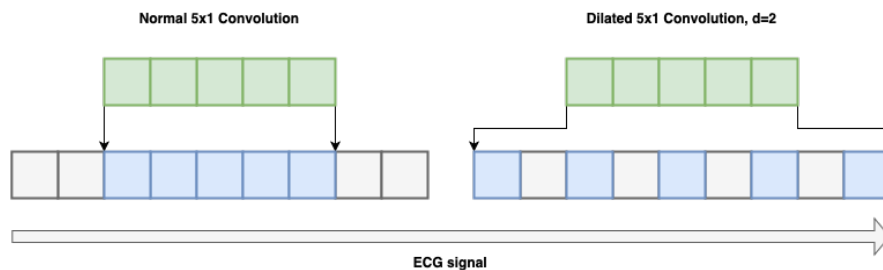 Normal 5x1 Convolution
Dilated 5x1 Convolution, d=2
ECG signal